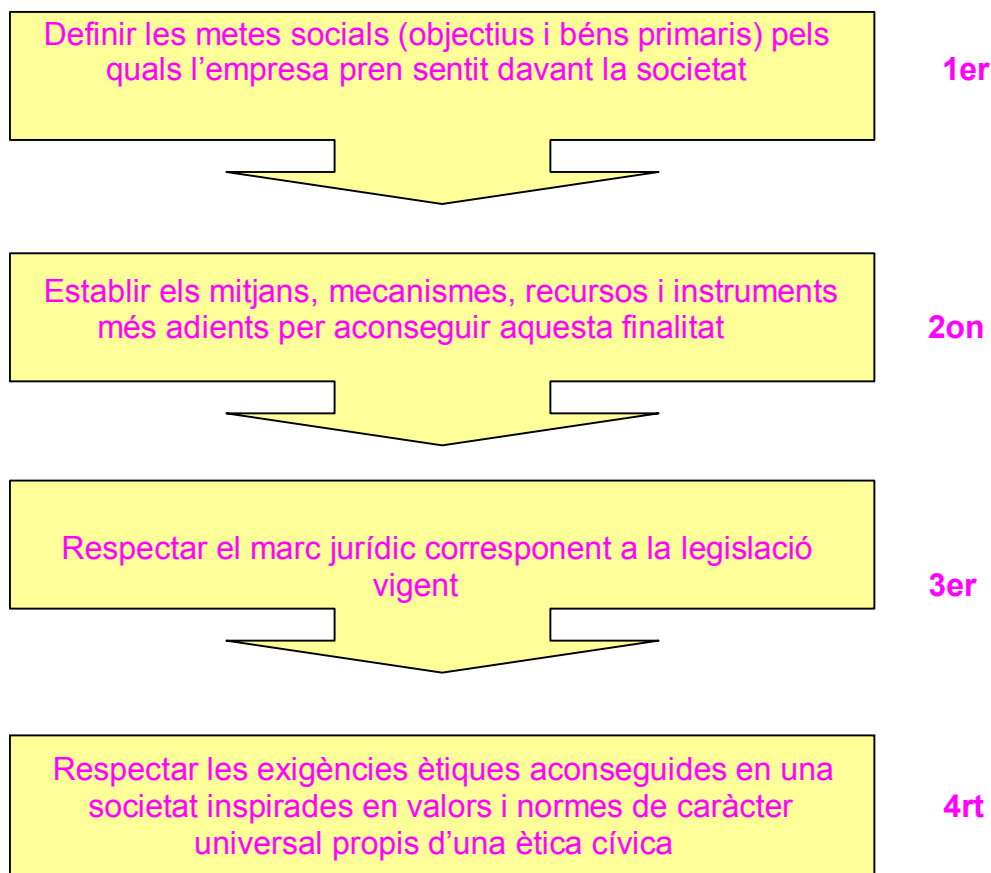 Definir les metes socials (objectius i béns primaris) pels
quals l’empresa pren sentit davant la societat
1er
Establir els mitjans, mecanismes, recursos i instruments
més adients per aconseguir aquesta finalitat
2on
Respectar el marc jurídic corresponent a la legislació
vigent
3er
Respectar les exigències ètiques aconseguides en una
societat inspirades en valors i normes de caràcter
universal propis d’una ètica cívica
4rt